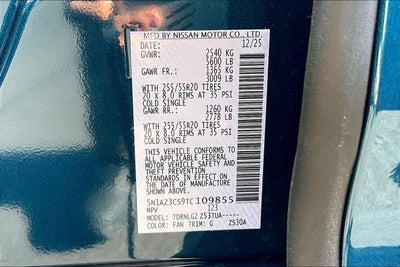 MFD BY NISSAN MOTOR CO., LTD.
DATE: 12/25
GVWR: 2540 KG
5600 LB
GAWR FR.: 1365 KG
3009 LB
WITH 255/55R20 TIRES
20 x 8.0 RIMS AT 35 PSI
COLD SINGLE
GAWR RR.: 1260 KG
2778 LB
WITH 255/55R20 TIRES
20 x 8.0 RIMS AT 35 PSI
COLD SINGLE
THIS VEHICLE CONFORMS TO
ALL APPLICABLE FEDERAL
MOTOR VEHICLE SAFETY AND
THEFT PREVENTION
STANDARDS IN EFFECT ON
THE DATE OF MANUFACTURE
SHOWN ABOVE.
5N1AZ3CS9TC109855
MPV 123
MODEL: TDRNLG2 Z53TUA-----
COLOR: FAN TRIM: G Z530A